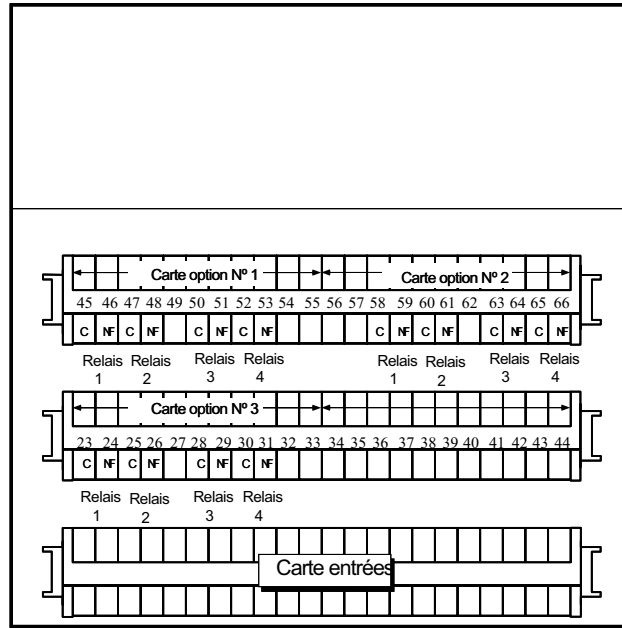 Carte option Nº 1 Carte option Nº 2
45 46 47 48 49 50 51 52 53 54 55 56 57 58 59 60 61 62 63 64 65 66
C NF C NF C NF C NF C NF C NF C NF C NF
Relais 1 Relais 2 Relais 3 Relais 4 Relais 1 Relais 2 Relais 3 Relais 4
Carte option Nº 3
23 24 25 26 27 28 29 30 31 32 33 34 35 36 37 38 39 40 41 42 43 44
C NF C NF C NF C NF
Relais 1 Relais 2 Relais 3 Relais 4
Carte entrées